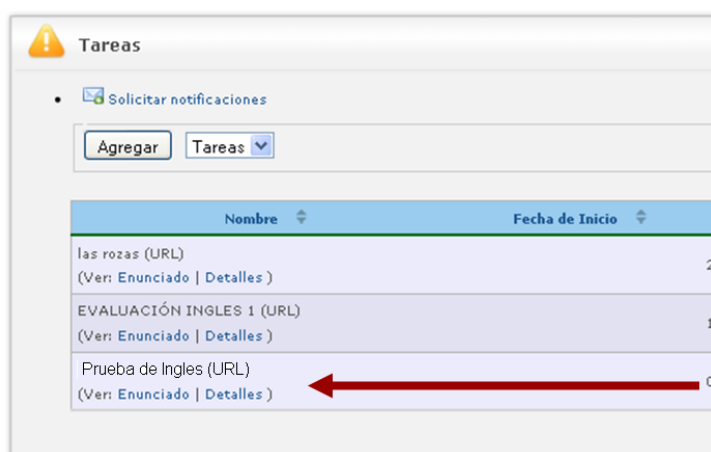 Tareas
Solicitar notificaciones
Agregar Tareas
Nombre Fecha de Inicio
las rozas (URL)
(Ver: Enunciado | Detalles )
EVALUACIÓN INGLES 1 (URL)
(Ver: Enunciado | Detalles )
Prueba de Ingles (URL)
(Ver: Enunciado | Detalles )